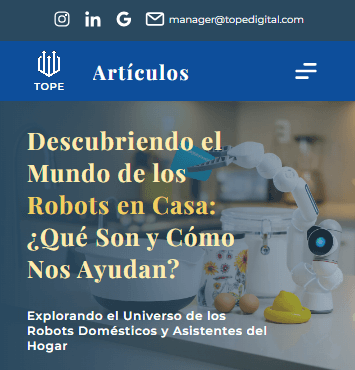 manager@topedigital.com
TOPE
Artículos
Descubriendo el
Mundo de los
Robots en Casa:
¿Qué Son y Cómo
Nos Ayudan?
Explorando el Universo de los
Robots Domésticos y Asistentes del
Hogar